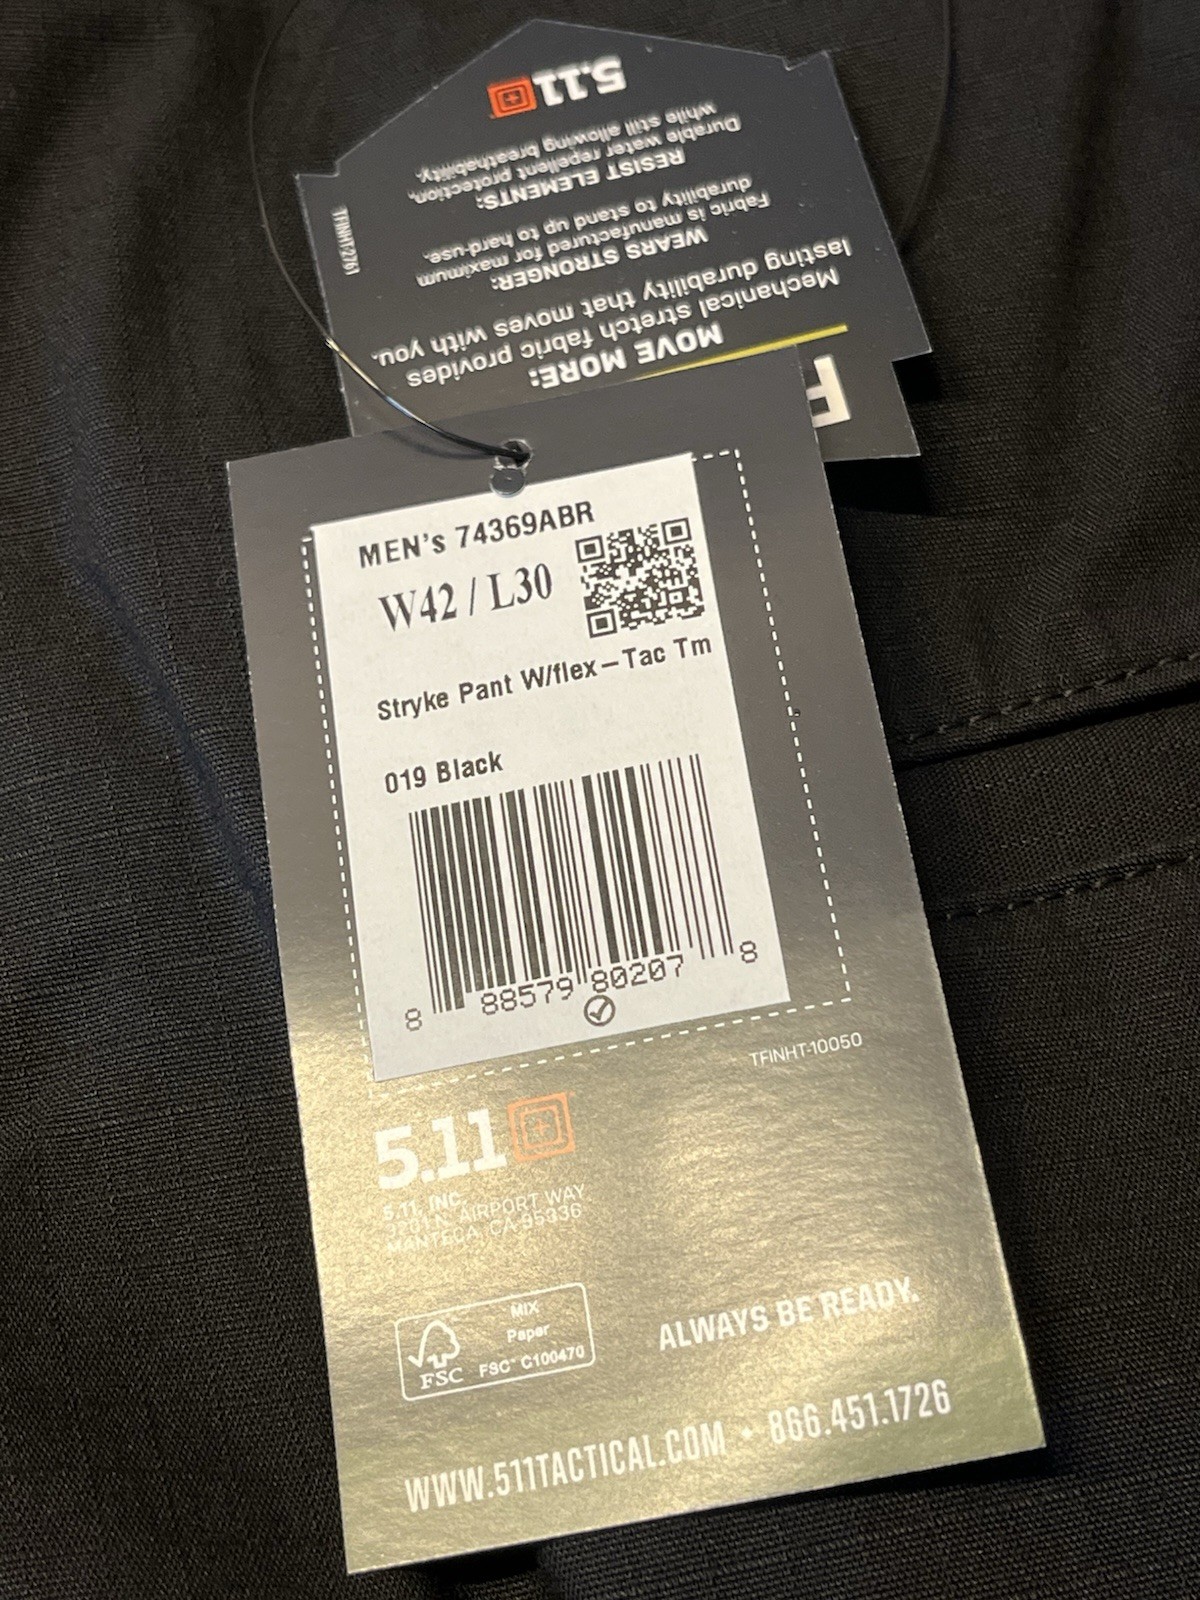 5.11
while still allowing breathability.
Durable water repellent protection,
RESIST ELEMENTS:
durability to stand up to hard-use.
Fabric is manufactured for maximum
WEARS STRONGER:
lasting durability that moves with you.
Mechanical stretch fabric provides
MOVE MORE:
MEN's 74369ABR
W42 / L30
Stryke Pant W/flex-Tac Tm
019 Black
8 88579 80207 8
TFINHT-10050
5.11
5.11, INC.
3201 N. AIRPORT WAY
MANTECA, CA 95336
MIX
Paper
FSC™ C100470
FSC
ALWAYS BE READY.
WWW.511TACTICAL.COM • 866.451.1726